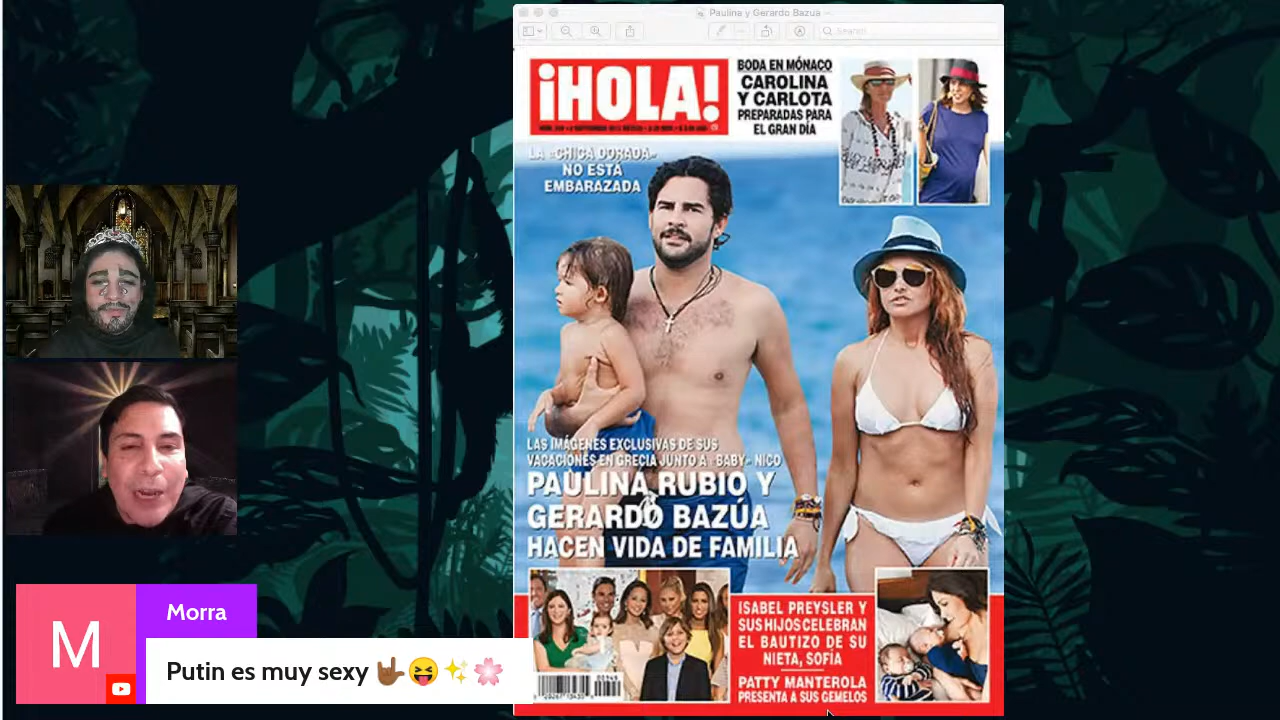 Pauline y Gerardo Bazua
Search
¡HOLA!
BODA EN MÓNACO
CAROLINA
Y CARLOTA
PREPARADAS PARA
EL GRAN DÍA
LA «CHICA DORADA»
NO ESTÁ
EMBARAZADA
LAS IMÁGENES EXCLUSIVAS DE SUS
VACACIONES EN GRECIA JUNTO A «BABY» NICO
PAULINA RUBIO Y
GERARDO BAZÚA
HACEN VIDA DE FAMILIA
ISABEL PREYSLER Y
SUS HIJOS CELEBRAN
EL BAUTIZO DE SU
NIETA, SOFÍA
PATTY MANTEROLA
PRESENTA A SUS GEMELOS
M
Morra
Putin es muy sexy 🤟🏾😝✨🌸